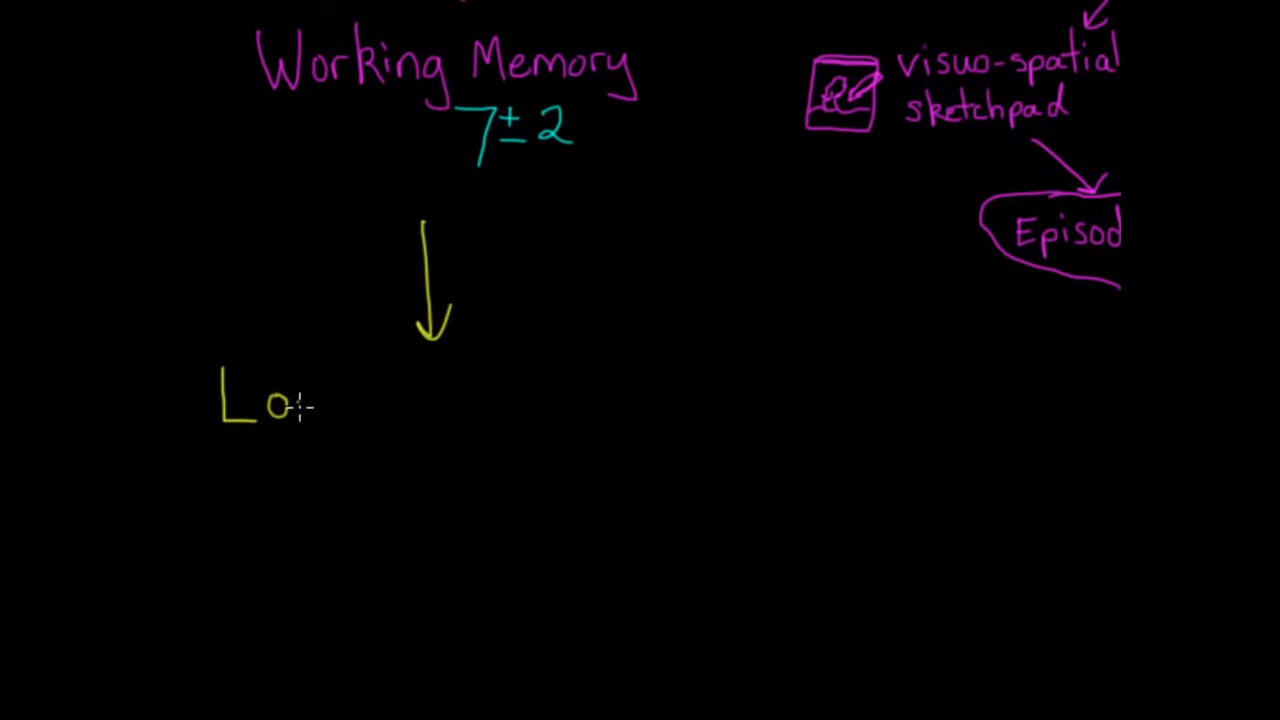 Working Memory
7 ± 2
visuo-spatial
sketchpad
Episod
Lo